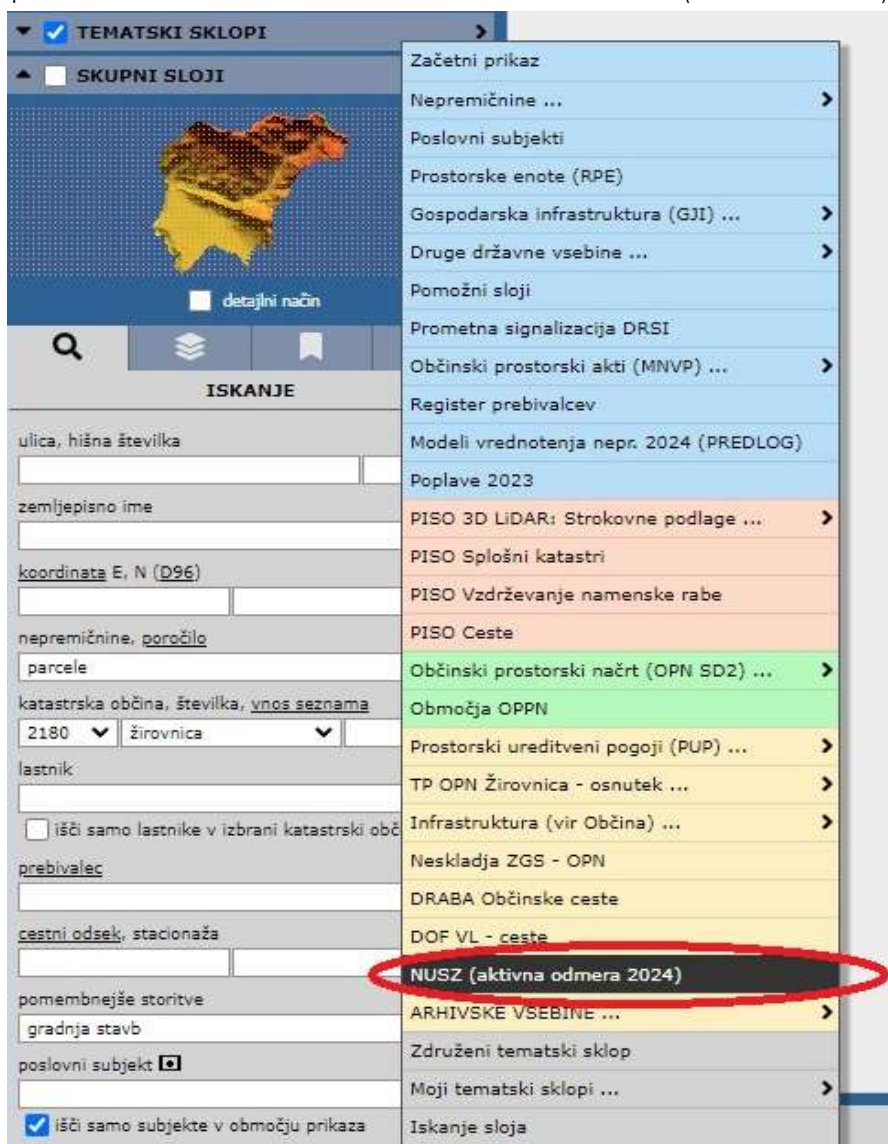 TEMATSKI SKLOPI
SKUPNI SLOJI
detajlni način
ISKANJE
ulica, hišna številka
zemljepisno ime
koordinata E, N (D96)
nepremičnine, poročilo
parcele
katastrska občina, številka, vnos seznama
2180 žirovnica
lastnik
išči samo lastnike v izbrani katastrski obč
prebivalec
cestni odsek, stacionaža
pomembnejše storitve
gradnja stavb
poslovni subjekt
išči samo subjekte v območju prikaza
Začetni prikaz
Nepremičnine ...
Poslovni subjekti
Prostorske enote (RPE)
Gospodarska infrastruktura (GJI) ...
Druge državne vsebine ...
Pomožni sloji
Prometna signalizacija DRSI
Občinski prostorski akti (MNVP) ...
Register prebivalcev
Modeli vrednotenja nepr. 2024 (PREDLOG)
Poplave 2023
PISO 3D LiDAR: Strokovne podlage ...
PISO Splošni katastri
PISO Vzdrževanje namenske rabe
PISO Ceste
Občinski prostorski načrt (OPN SD2) ...
Območja OPPN
Prostorski ureditveni pogoji (PUP) ...
TP OPN Žirovnica - osnutek ...
Infrastruktura (vir Občina) ...
Neskladja ZGS - OPN
DRABA Občinske ceste
DOF VL - ceste
NUSZ (aktivna odmera 2024)
ARHIVSKE VSEBINE ...
Združeni tematski sklop
Moji tematski sklopi ...
Iskanje sloja